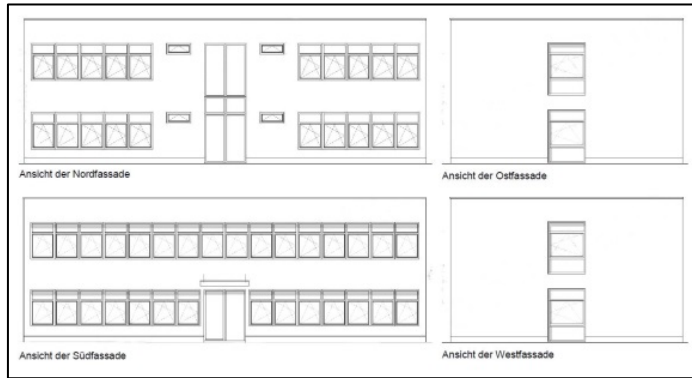 Ansicht der Nordfassade
Ansicht der Ostfassade
Ansicht der Südfassade
Ansicht der Westfassade